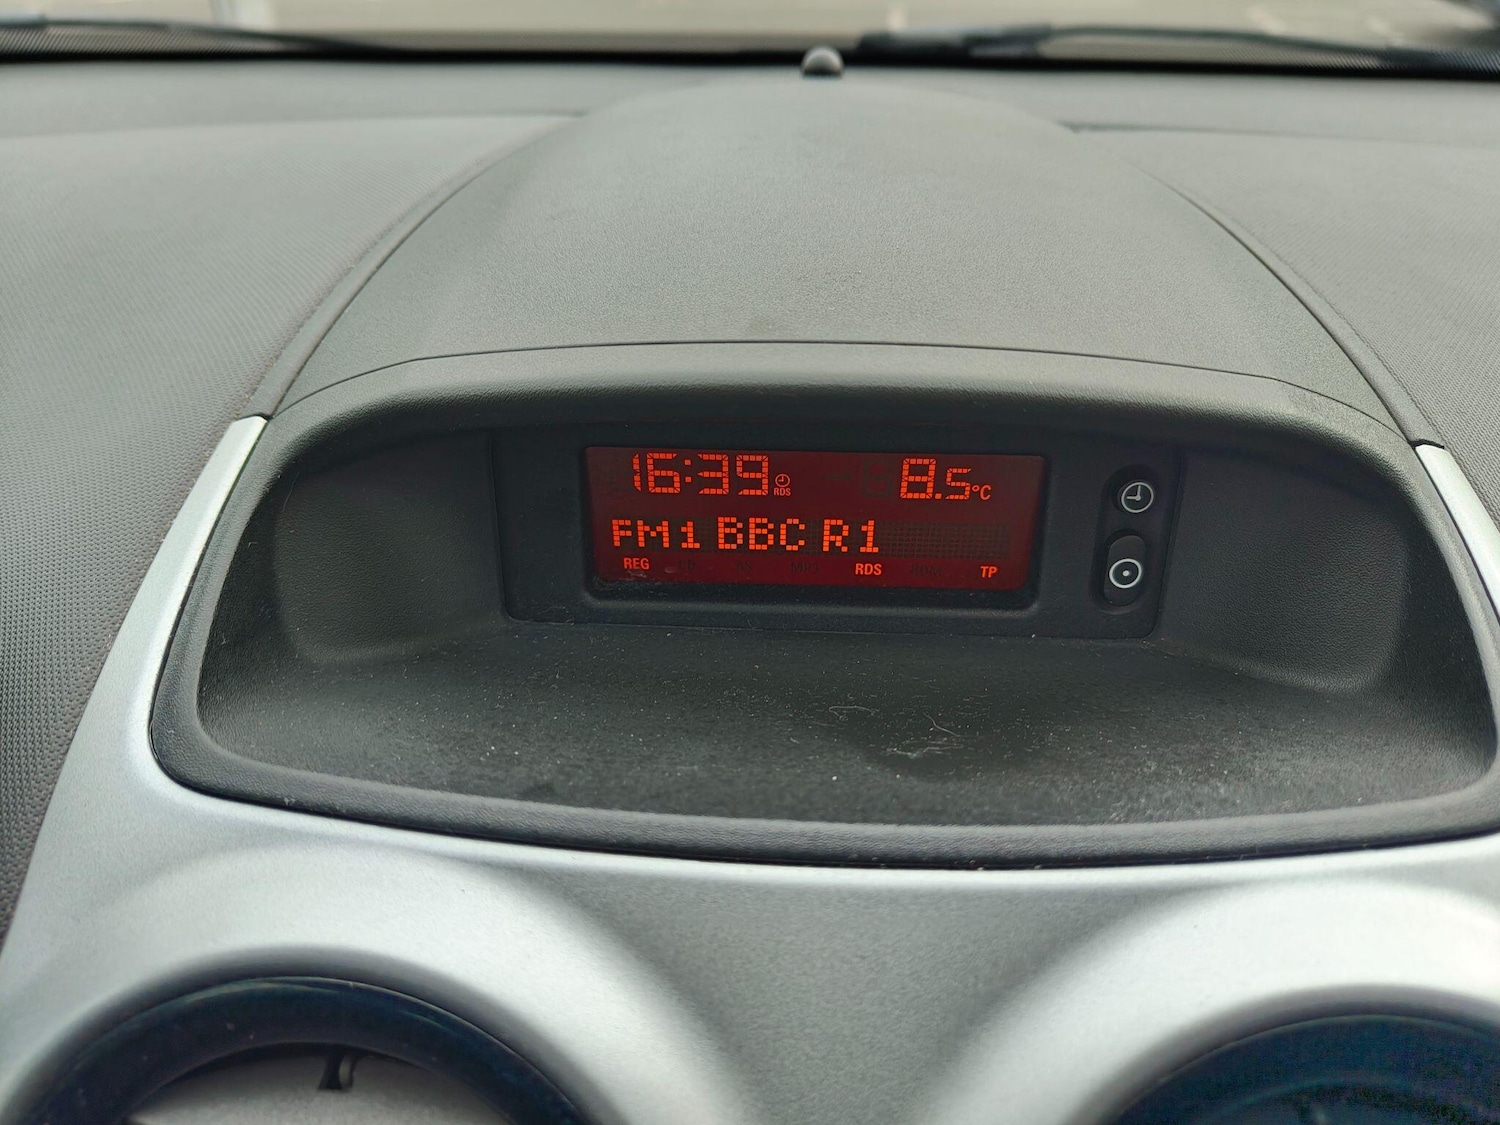 16:39 RDS 8.5°C
FM1 BBC R1
REG RDS TP